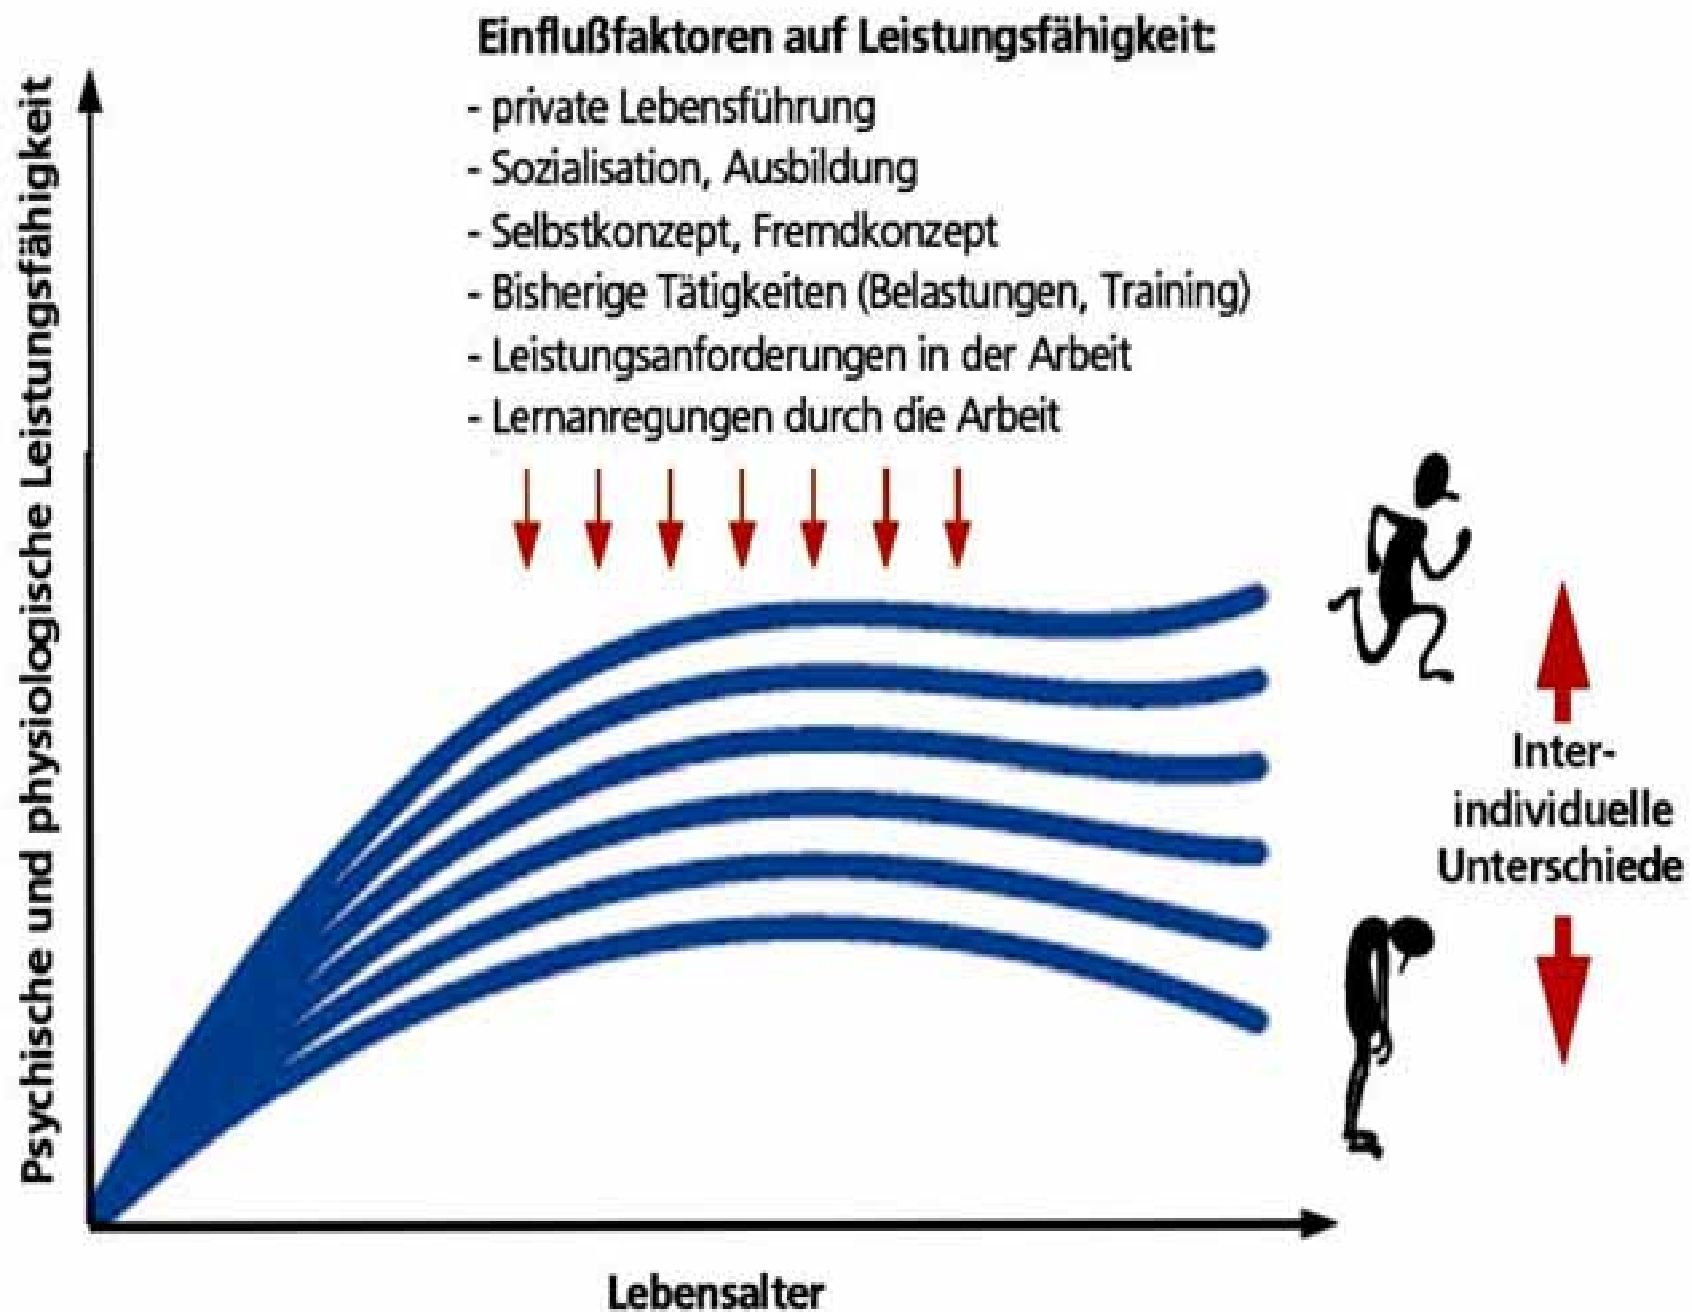 Einflußfaktoren auf Leistungsfähigkeit:
- private Lebensführung
- Sozialisation, Ausbildung
- Selbstkonzept, Fremdkonzept
- Bisherige Tätigkeiten (Belastungen, Training)
- Leistungsanforderungen in der Arbeit
- Lernanregungen durch die Arbeit
Psychische und physiologische Leistungsfähigkeit
Inter-
individuelle
Unterschiede
Lebensalter